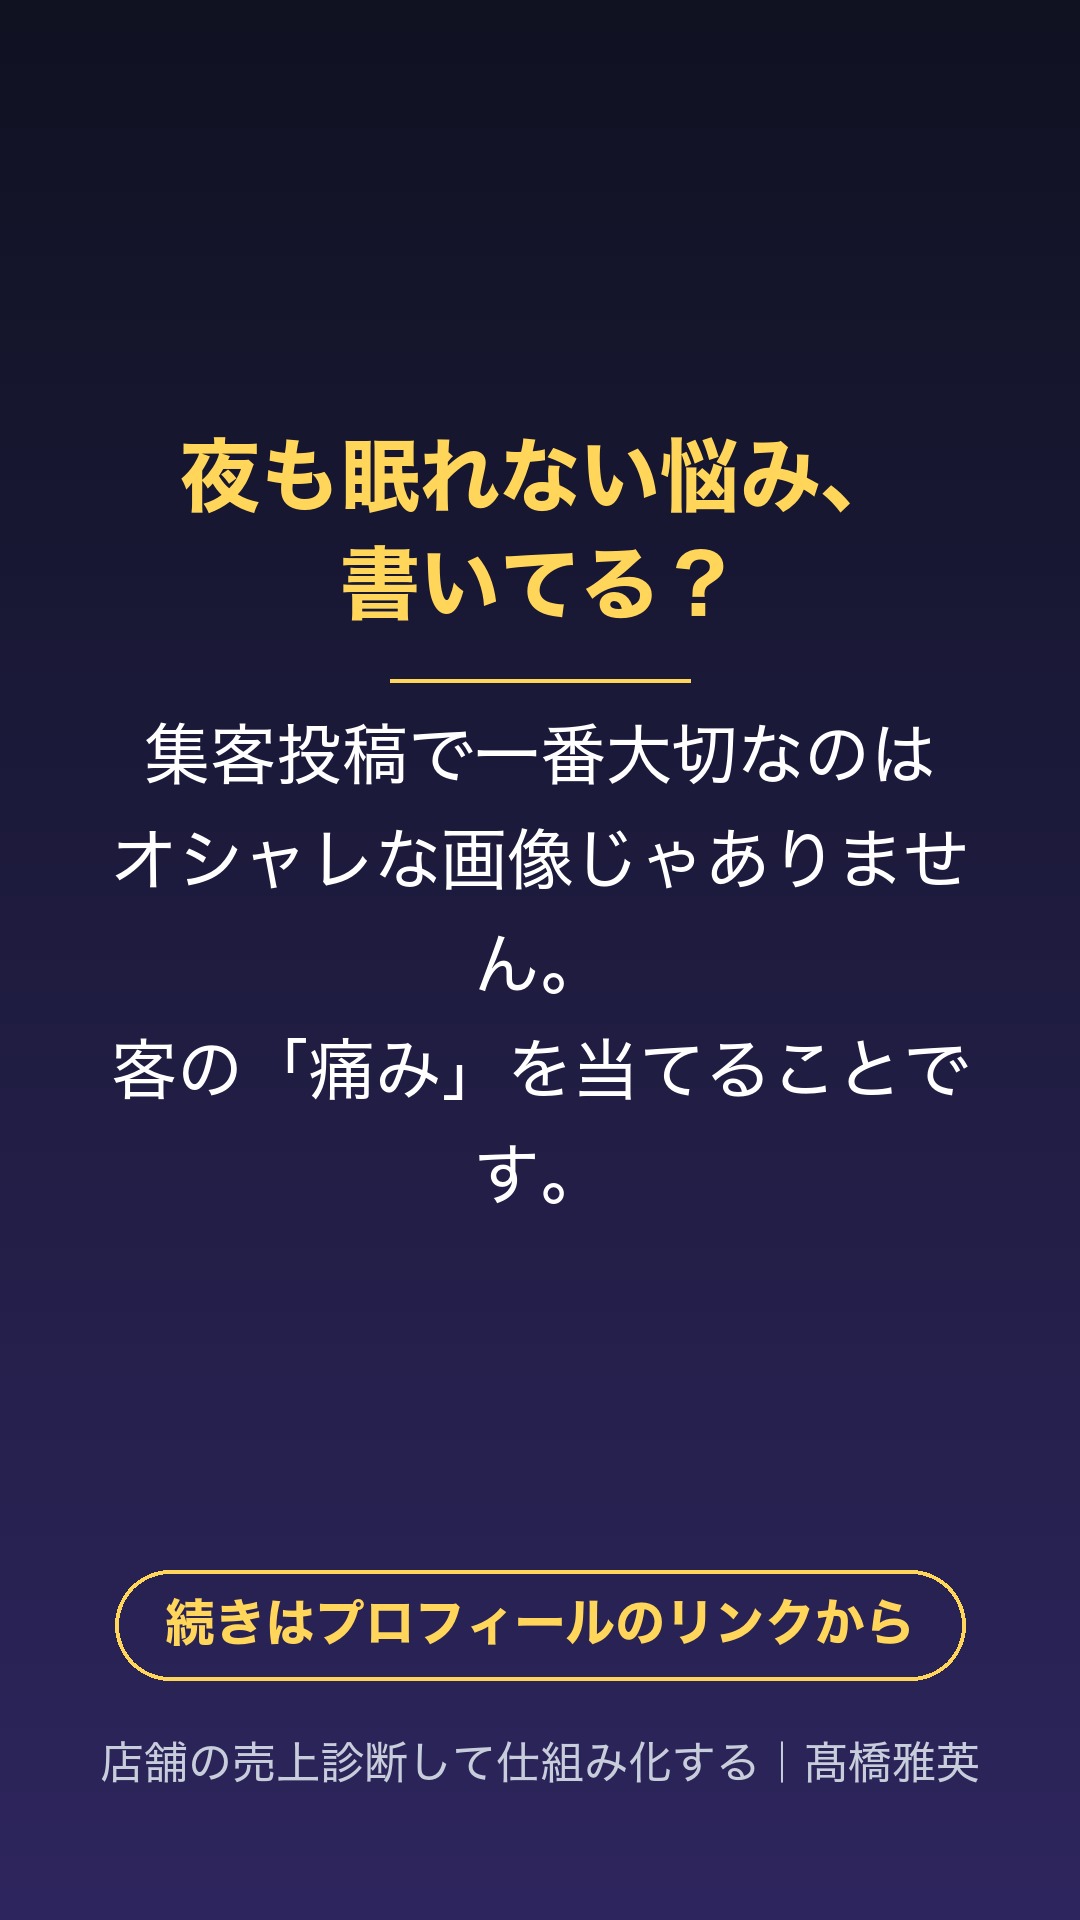 夜も眠れない悩み、
書いてる？
集客投稿で一番大切なのは
オシャレな画像じゃありませ
ん。
客の「痛み」を当てることで
す。
続きはプロフィールのリンクから
店舗の売上診断して仕組み化する｜髙橋雅英